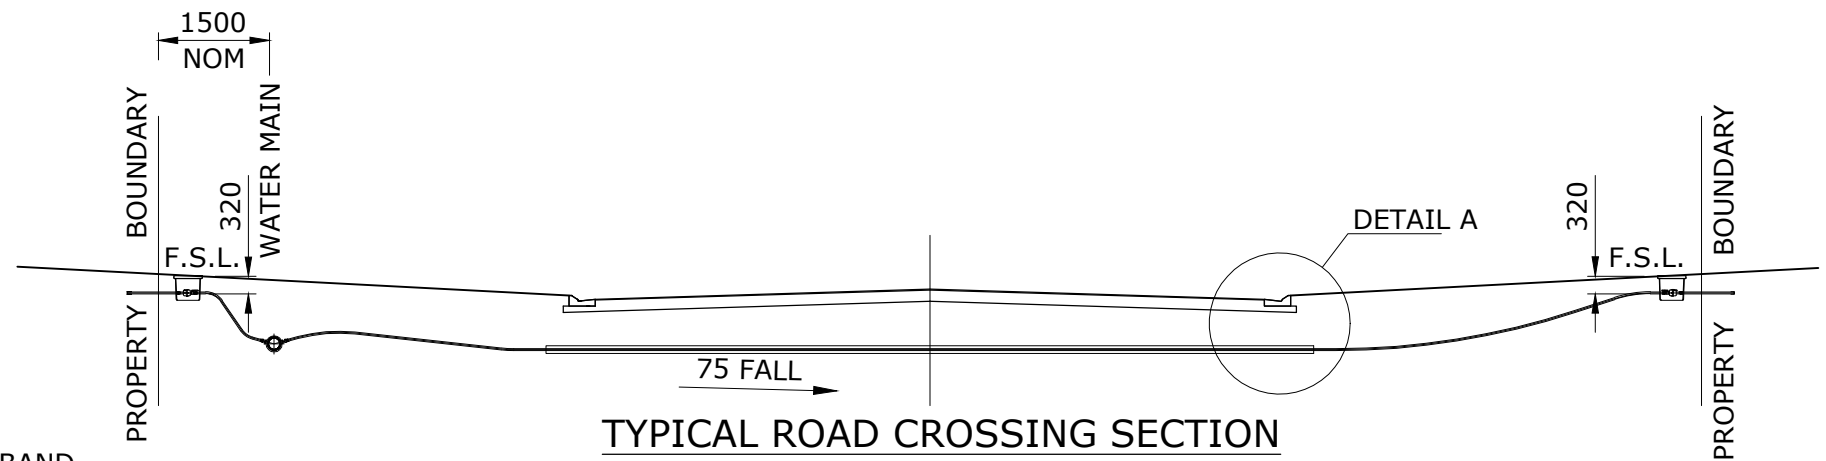 1500
NOM
PROPERTY BOUNDARY
320
WATER MAIN
F.S.L.
DETAIL A
320
F.S.L.
PROPERTY BOUNDARY
75 FALL
TYPICAL ROAD CROSSING SECTION